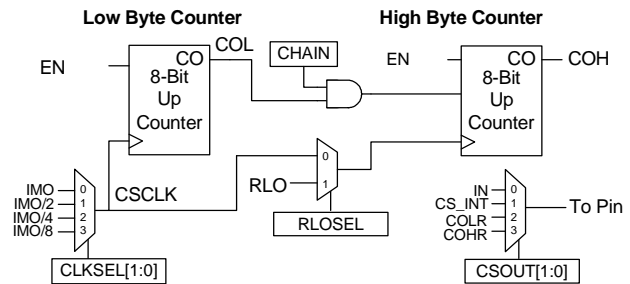 Low Byte Counter
High Byte Counter
EN
CO
COL
8-Bit
Up
Counter
CHAIN
EN
CO
COH
8-Bit
Up
Counter
IMO
IMO/2
IMO/4
IMO/8
0
1
2
3
CSCLK
CLKSEL[1:0]
RLO
0
1
RLOSEL
IN
CS_INT
COLR
COHR
0
1
2
3
To Pin
CSOUT[1:0]